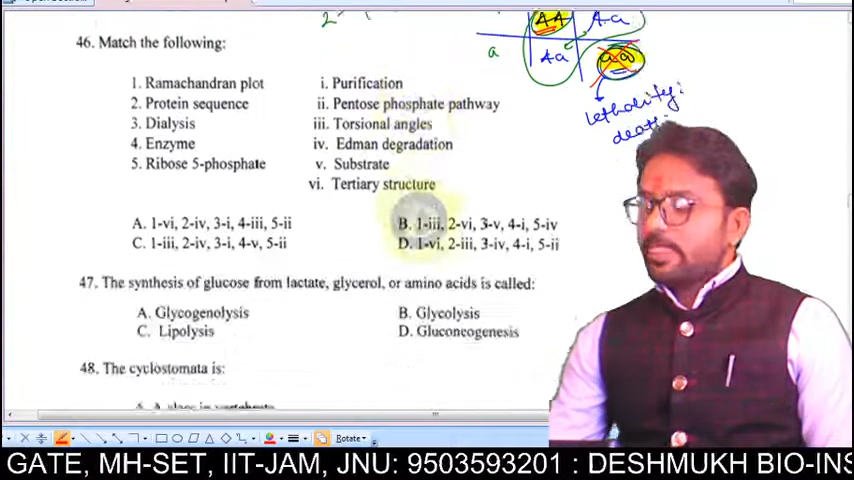 AA Aa
a Aa aa
lethality:
death
46. Match the following:
1. Ramachandran plot i. Purification
2. Protein sequence ii. Pentose phosphate pathway
3. Dialysis iii. Torsional angles
4. Enzyme iv. Edman degradation
5. Ribose 5-phosphate v. Substrate
vi. Tertiary structure
A. 1-vi, 2-iv, 3-i, 4-iii, 5-ii B. 1-iii, 2-vi, 3-v, 4-i, 5-iv
C. 1-iii, 2-iv, 3-i, 4-v, 5-ii D. 1-vi, 2-iii, 3-iv, 4-i, 5-ii
47. The synthesis of glucose from lactate, glycerol, or amino acids is called:
A. Glycogenolysis B. Glycolysis
C. Lipolysis D. Gluconeogenesis
48. The cyclostomata is:
Rotate
GATE, MH-SET, IIT-JAM, JNU: 9503593201 : DESHMUKH BIO-INS